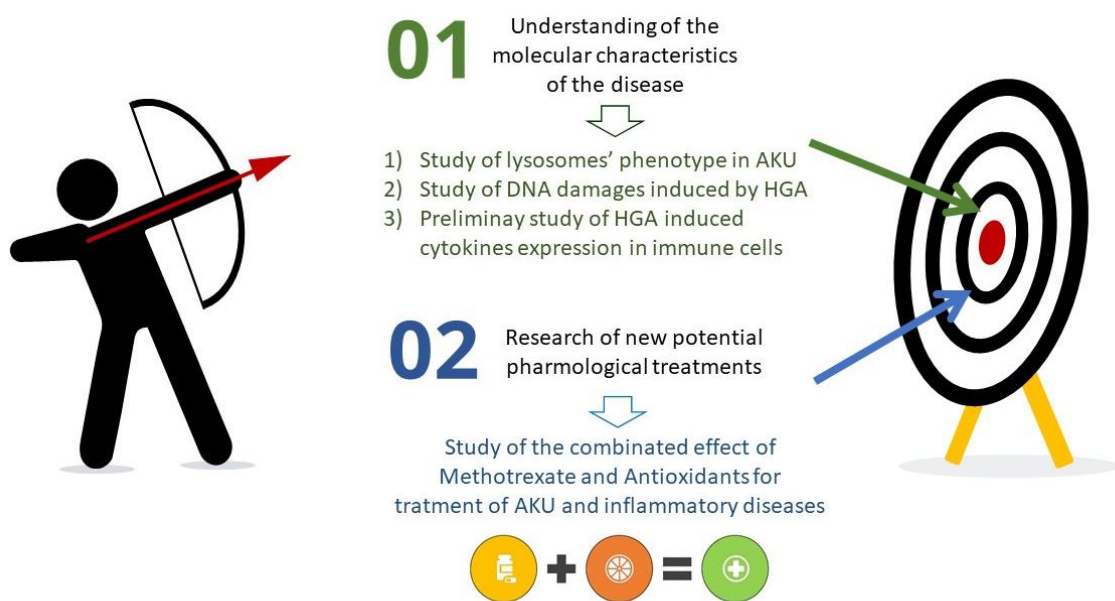 01
Understanding of the
molecular characteristics
of the disease
1) Study of lysosomes' phenotype in AKU
2) Study of DNA damages induced by HGA
3) Preliminay study of HGA induced
cytokines expression in immune cells
02
Research of new potential
pharmological treatments
Study of the combinated effect of
Methotrexate and Antioxidants for
tratment of AKU and inflammatory diseases
+ =